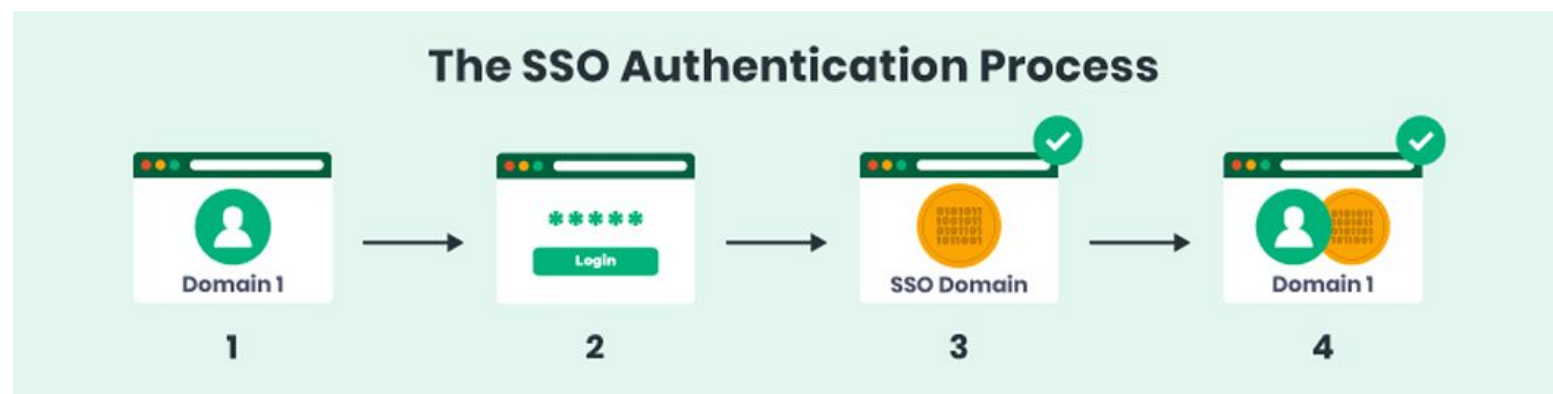 The SSO Authentication Process
Domain 1
*****
Login
SSO Domain
Domain 1
1
2
3
4